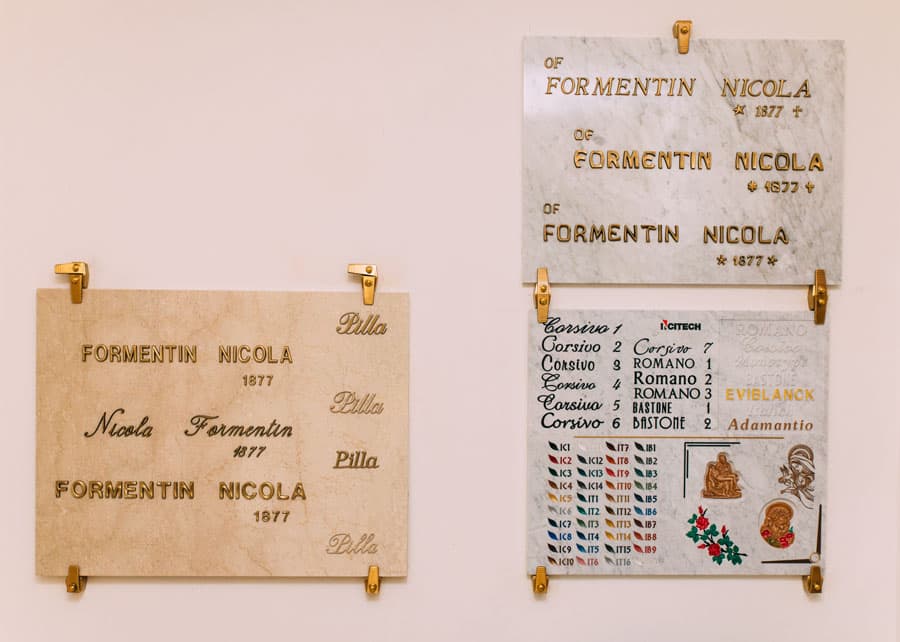 FORMENTIN NICOLA
1877
Nicola Formentin
1877
FORMENTIN NICOLA
1877
Pilla
Pilla
Pilla
Pilla
OF
FORMENTIN NICOLA
1877
OF
FORMENTIN NICOLA
1877
OF
FORMENTIN NICOLA
1877
Corsivo 1
Corsivo 2
Corsivo 3
Corsivo 4
Corsivo 5
Corsivo 6
INCITECH
Corsivo 7
ROMANO 1
Romano 2
ROMANO 3
BASTONE 1
BASTONE 2
ROMANO
Corsivo
BASTONE
EVIBLANCK
Adamantio
IC1
IC2
IC3
IC4
IC5
IC6
IC7
IC8
IC9
IC10
IC12
IC13
IC14
IT1
IT2
IT3
IT4
IT5
IT6
IT7
IT8
IT9
IT10
IT11
IT12
IT13
IT14
IT15
IT16
IB1
IB2
IB3
IB4
IB5
IB6
IB7
IB8
IB9